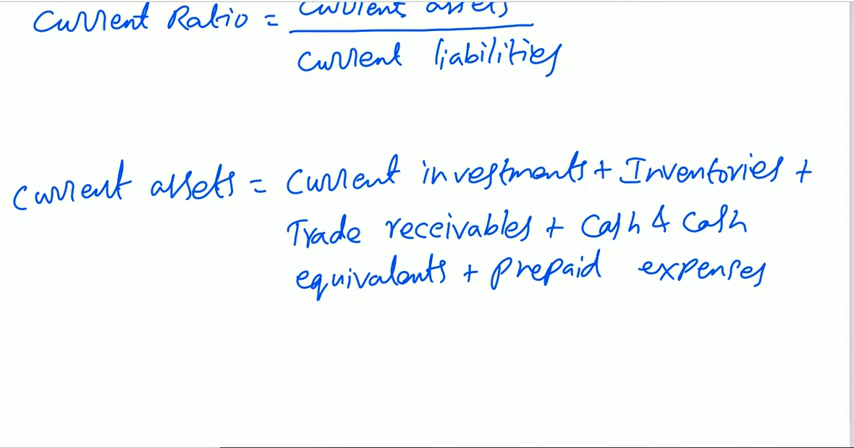 Current assets
Current Ratio =
Current liabilities
Current assets = Current investments + Inventories +
Trade receivables + Cash & Cash
equivalents + prepaid expenses